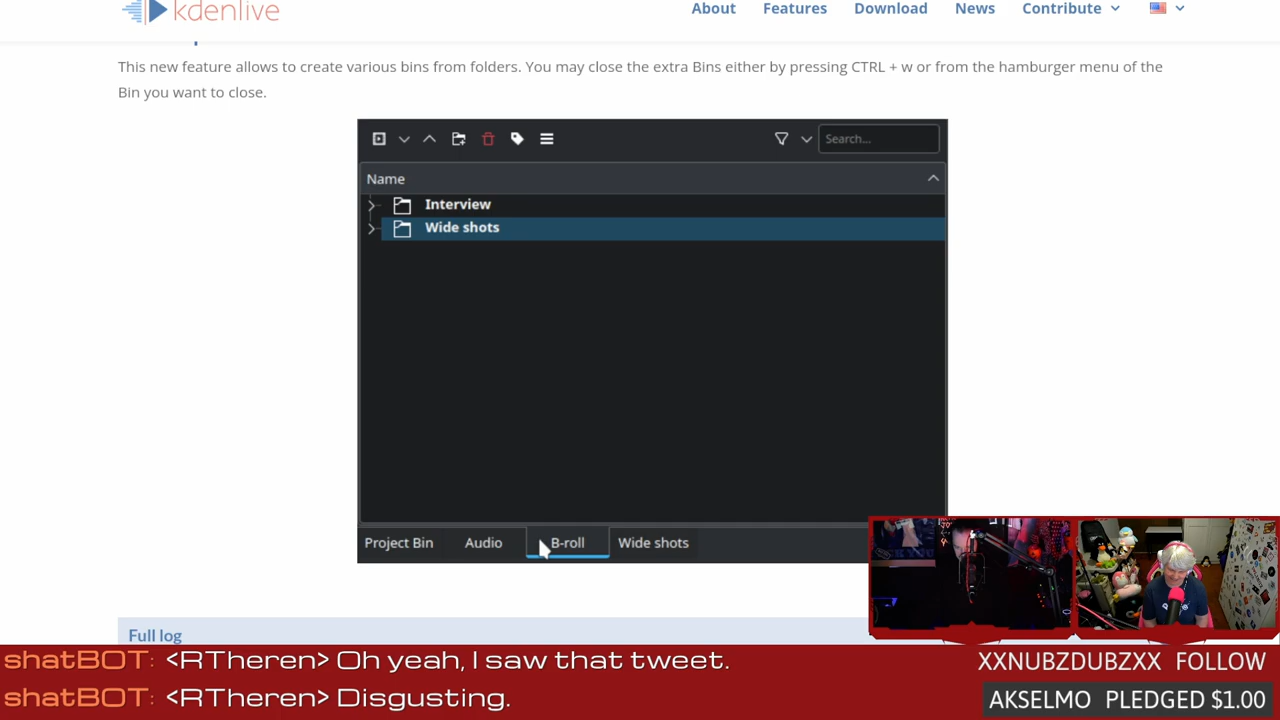 kdenlive
About Features Download News Contribute
This new feature allows to create various bins from folders. You may close the extra Bins either by pressing CTRL + w or from the hamburger menu of the
Bin you want to close.
Search...
Name
Interview
Wide shots
Project Bin Audio B-roll Wide shots
Full log
shatBOT: <RTheren> Oh yeah, I saw that tweet.
shatBOT: <RTheren> Disgusting.
XXNUBZDUBZXX FOLLOW
AKSELMO PLEDGED $1.00